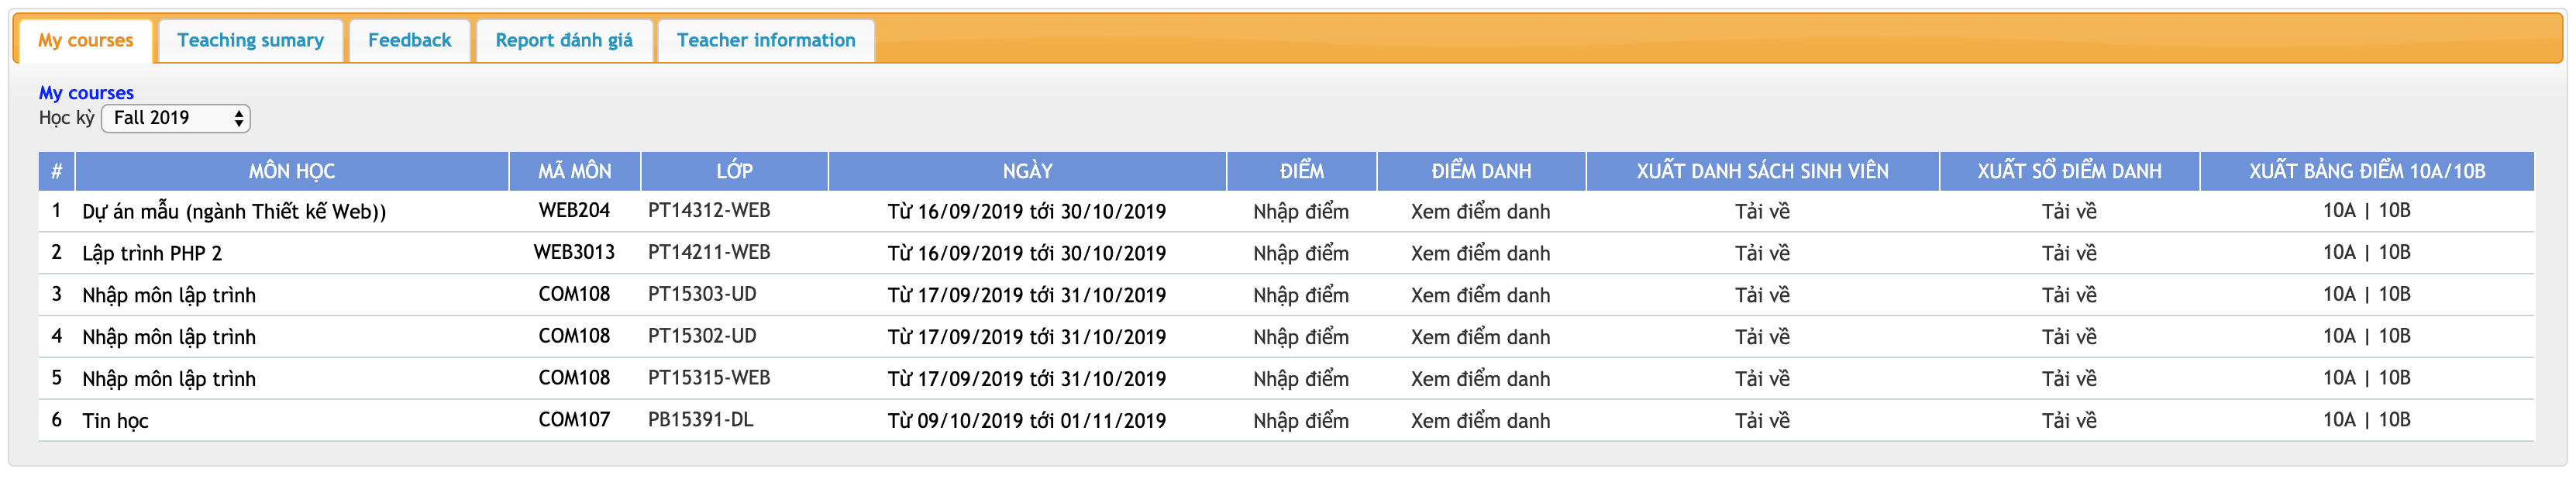 My courses Teaching sumary Feedback Report đánh giá Teacher information
My courses
Học kỳ Fall 2019
# MÔN HỌC MÃ MÔN LỚP NGÀY ĐIỂM ĐIỂM DANH XUẤT DANH SÁCH SINH VIÊN XUẤT SỔ ĐIỂM DANH XUẤT BẢNG ĐIỂM 10A/10B
1 Dự án mẫu (ngành Thiết kế Web)) WEB204 PT14312-WEB Từ 16/09/2019 tới 30/10/2019 Nhập điểm Xem điểm danh Tải về Tải về 10A | 10B
2 Lập trình PHP 2 WEB3013 PT14211-WEB Từ 16/09/2019 tới 30/10/2019 Nhập điểm Xem điểm danh Tải về Tải về 10A | 10B
3 Nhập môn lập trình COM108 PT15303-UD Từ 17/09/2019 tới 31/10/2019 Nhập điểm Xem điểm danh Tải về Tải về 10A | 10B
4 Nhập môn lập trình COM108 PT15302-UD Từ 17/09/2019 tới 31/10/2019 Nhập điểm Xem điểm danh Tải về Tải về 10A | 10B
5 Nhập môn lập trình COM108 PT15315-WEB Từ 17/09/2019 tới 31/10/2019 Nhập điểm Xem điểm danh Tải về Tải về 10A | 10B
6 Tin học COM107 PB15391-DL Từ 09/10/2019 tới 01/11/2019 Nhập điểm Xem điểm danh Tải về Tải về 10A | 10B